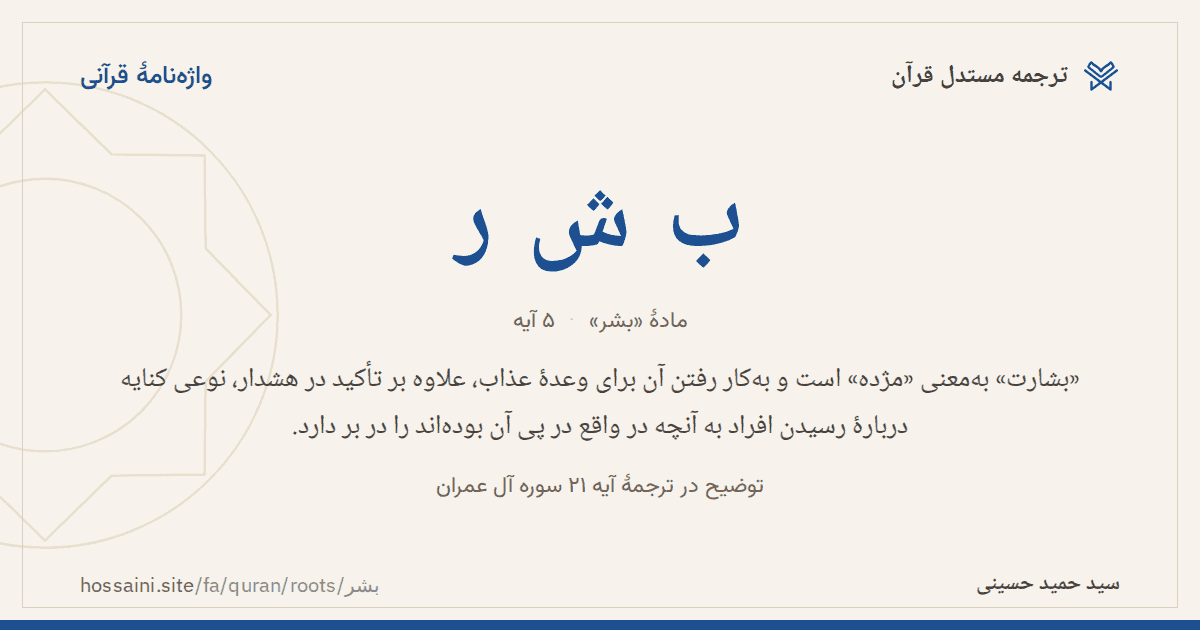 ترجمه مستدل قرآن
واژه‌نامهٔ قرآنی
ب ش ر
مادهٔ «بشر» · ۵ آیه
«بشارت» به‌معنی «مژده» است و به‌کار رفتن آن برای وعدهٔ عذاب، علاوه بر تأکید در هشدار، نوعی کنایه
دربارهٔ رسیدن افراد به آنچه در واقع در پی آن بوده‌اند را در بر دارد.
توضیح در ترجمهٔ آیه ۲۱ سوره آل عمران
سید حمید حسینی
hossaini.site/fa/quran/roots/بشر